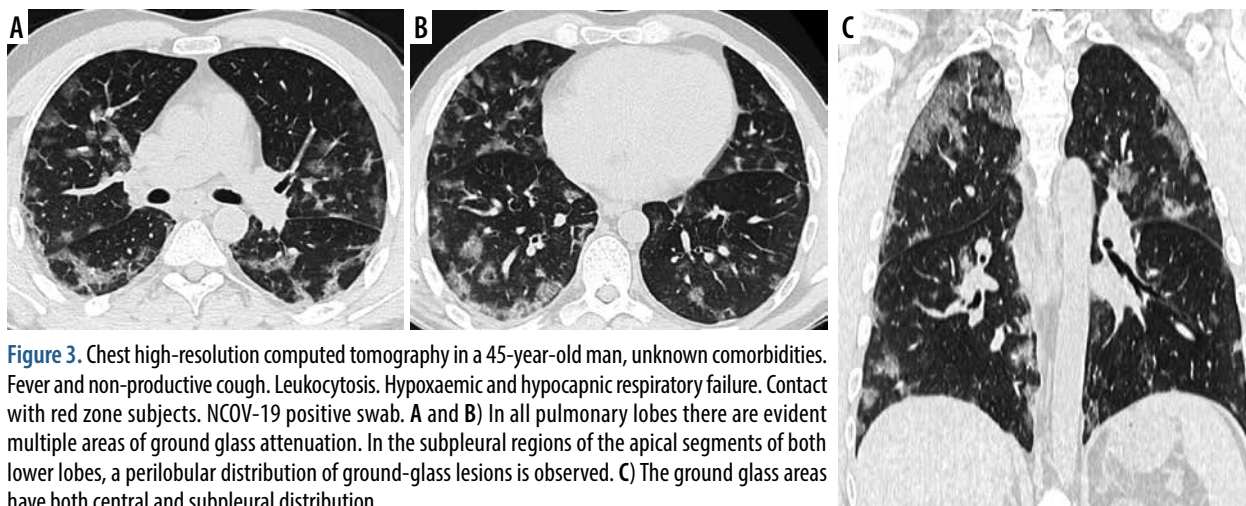 A
B
C
Figure 3. Chest high-resolution computed tomography in a 45-year-old man, unknown comorbidities.
Fever and non-productive cough. Leukocytosis. Hypoxaemic and hypocapnic respiratory failure. Contact
with red zone subjects. NCOV-19 positive swab. A and B) In all pulmonary lobes there are evident
multiple areas of ground glass attenuation. In the subpleural regions of the apical segments of both
lower lobes, a perilobular distribution of ground-glass lesions is observed. C) The ground glass areas
have both central and subpleural distribution